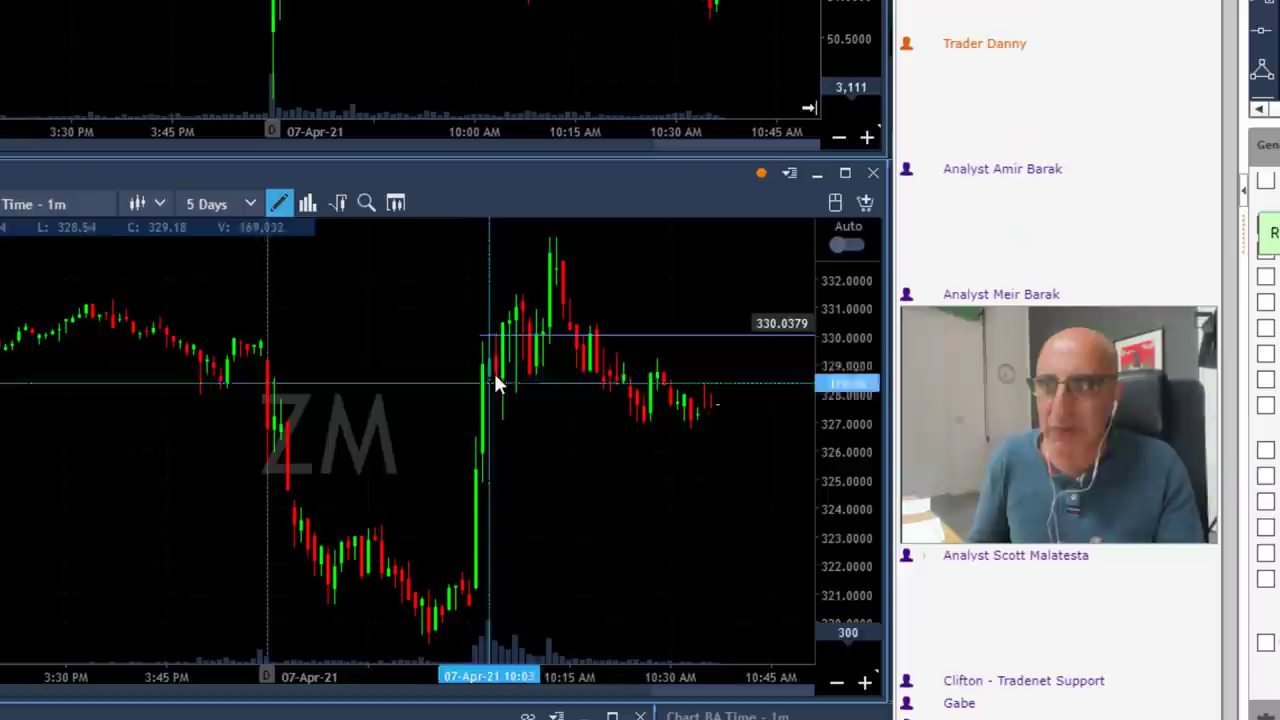 Trader Danny
50.5000
3,111
3:30 PM 3:45 PM D 07-Apr-21 10:00 AM 10:15 AM 10:30 AM 10:45 AM
Analyst Amir Barak
Gen
Time - 1m 5 Days
4 L: 328.54 C: 329.18 V: 169,032
Auto
R
332.0000
Analyst Meir Barak
331.0000
330.0379
330.0000
329.0000
328.0000
ZM
327.0000
326.0000
325.0000
324.0000
323.0000
Analyst Scott Malatesta
322.0000
321.0000
300
3:30 PM 3:45 PM D 07-Apr-21 07-Apr-21 10:03 10:15 AM 10:30 AM 10:45 AM
Clifton - Tradenet Support
Gabe
Chart BA Time - 1m